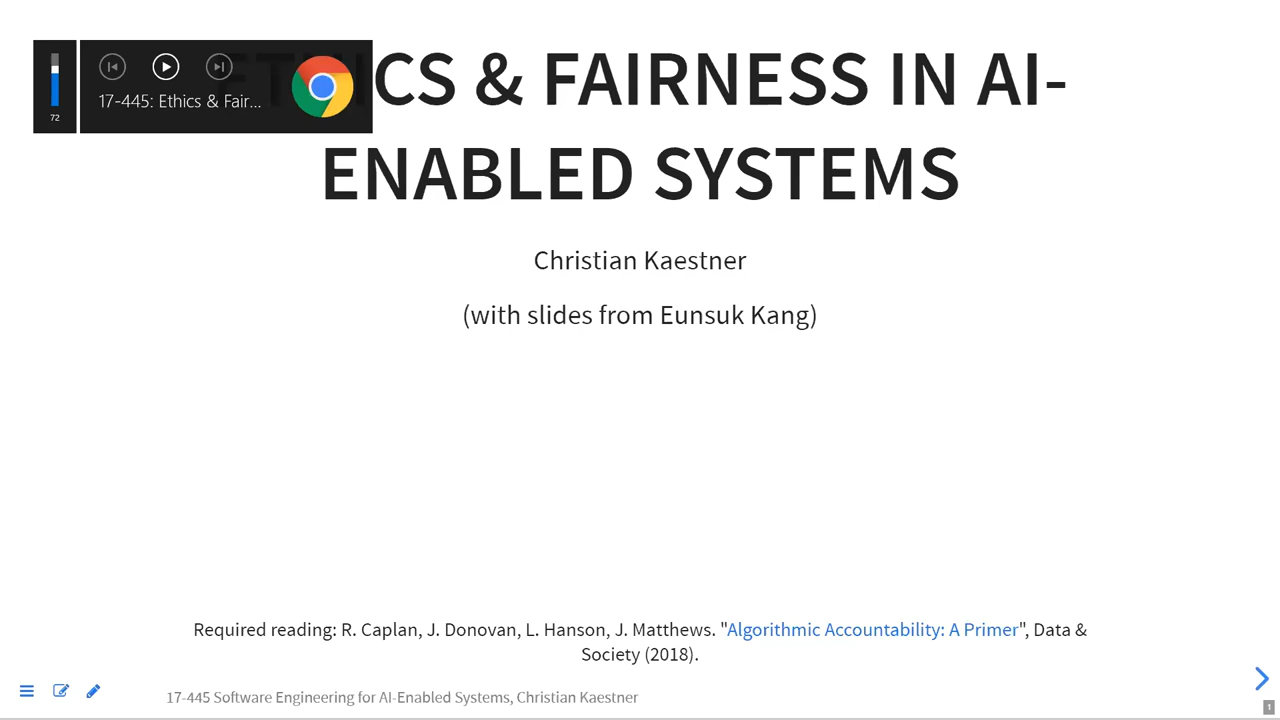 ETHICS & FAIRNESS IN AI-
ENABLED SYSTEMS
17-445: Ethics & Fair...
72
Christian Kaestner
(with slides from Eunsuk Kang)
Required reading: R. Caplan, J. Donovan, L. Hanson, J. Matthews. "Algorithmic Accountability: A Primer", Data &
Society (2018).
17-445 Software Engineering for AI-Enabled Systems, Christian Kaestner
1